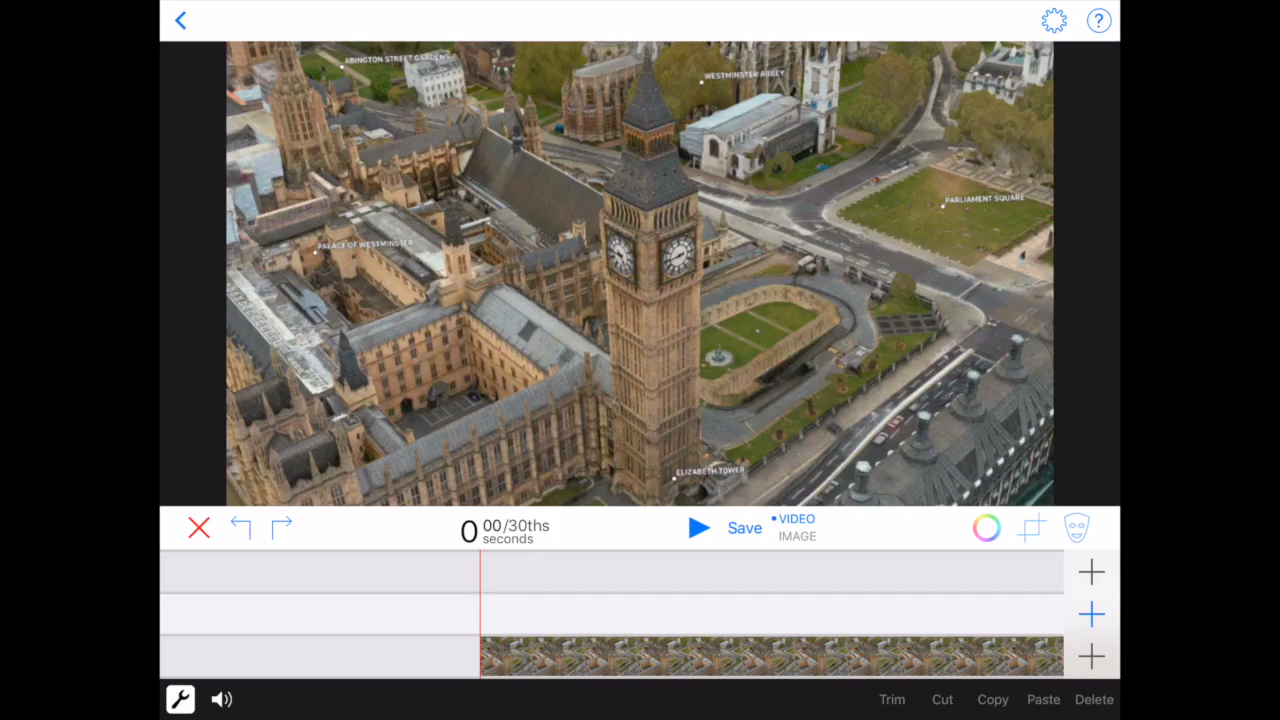 ?
ABINGTON STREET GARDENS
WESTMINSTER ABBEY
PARLIAMENT SQUARE
PALACE OF WESTMINSTER
ELIZABETH TOWER
0 00/30ths
seconds
Save
VIDEO
IMAGE
Trim Cut Copy Paste Delete